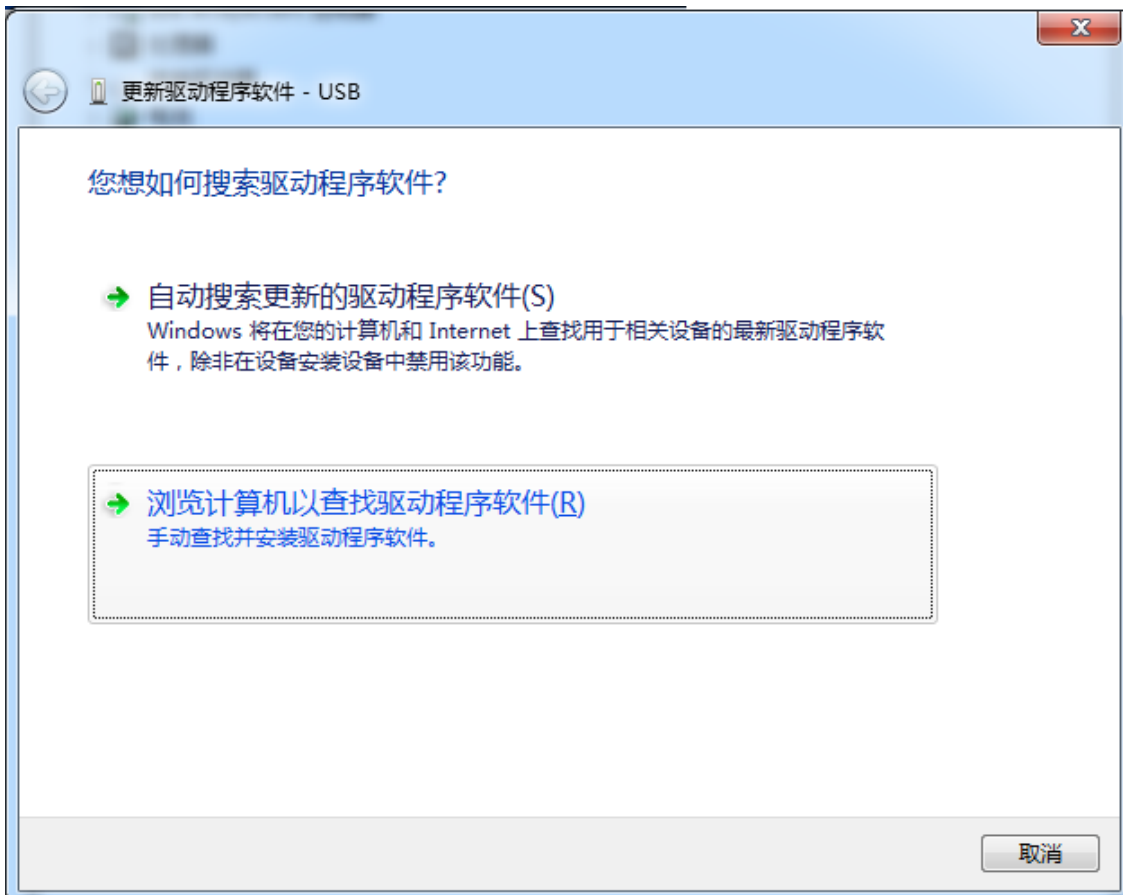 更新驱动程序软件 - USB
您想如何搜索驱动程序软件?
自动搜索更新的驱动程序软件(S)
Windows 将在您的计算机和 Internet 上查找用于相关设备的最新驱动程序软
件，除非在设备安装设备中禁用该功能。
浏览计算机以查找驱动程序软件(R)
手动查找并安装驱动程序软件。
取消